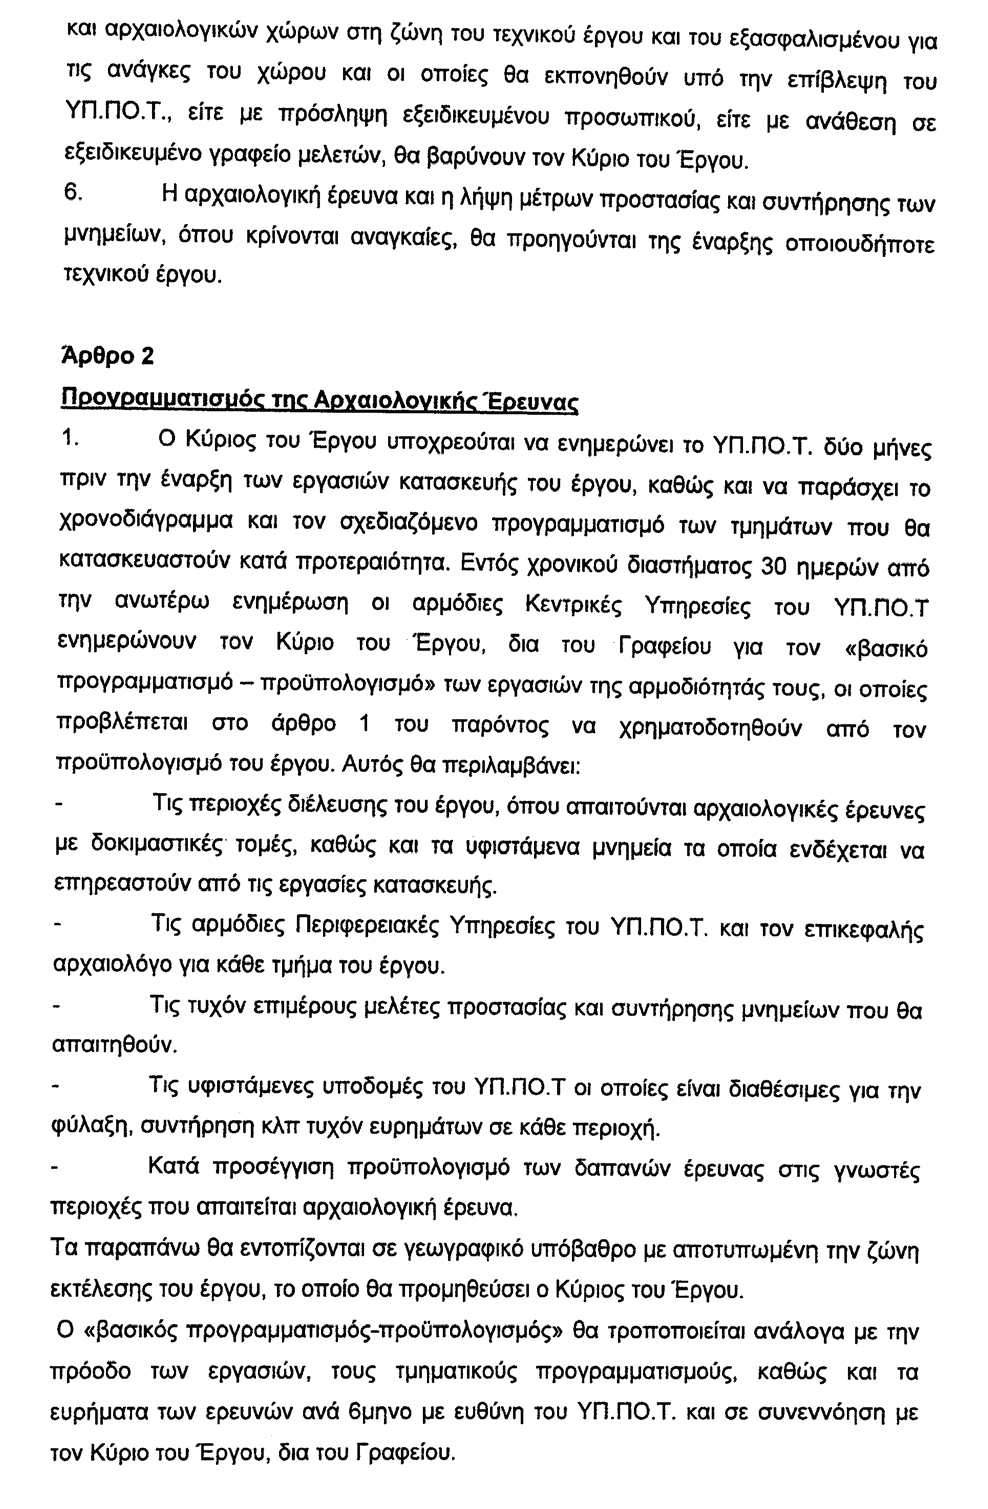 και αρχαιολογικών χώρων στη ζώνη του τεχνικού έργου και του εξασφαλισμένου για
τις ανάγκες του χώρου και οι οποίες θα εκπονηθούν υπό την επίβλεψη του
ΥΠ.ΠΟ.Τ., είτε με πρόσληψη εξειδικευμένου προσωπικού, είτε με ανάθεση σε
εξειδικευμένο γραφείο μελετών, θα βαρύνουν τον Κύριο του Έργου.
6. Η αρχαιολογική έρευνα και η λήψη μέτρων προστασίας και συντήρησης των
μνημείων, όπου κρίνονται αναγκαίες, θα προηγούνται της έναρξης οποιουδήποτε
τεχνικού έργου.
Άρθρο 2
Προγραμματισμός της Αρχαιολογικής Έρευνας
1. Ο Κύριος του Έργου υποχρεούται να ενημερώνει το ΥΠ.ΠΟ.Τ. δύο μήνες
πριν την έναρξη των εργασιών κατασκευής του έργου, καθώς και να παράσχει το
χρονοδιάγραμμα και τον σχεδιαζόμενο προγραμματισμό των τμημάτων που θα
κατασκευαστούν κατά προτεραιότητα. Εντός χρονικού διαστήματος 30 ημερών από
την ανωτέρω ενημέρωση οι αρμόδιες Κεντρικές Υπηρεσίες του ΥΠ.ΠΟ.Τ
ενημερώνουν τον Κύριο του Έργου, δια του Γραφείου για τον «βασικό
προγραμματισμό – προϋπολογισμό» των εργασιών της αρμοδιότητάς τους, οι οποίες
προβλέπεται στο άρθρο 1 του παρόντος να χρηματοδοτηθούν από τον
προϋπολογισμό του έργου. Αυτός θα περιλαμβάνει:
- Τις περιοχές διέλευσης του έργου, όπου απαιτούνται αρχαιολογικές έρευνες
με δοκιμαστικές τομές, καθώς και τα υφιστάμενα μνημεία τα οποία ενδέχεται να
επηρεαστούν από τις εργασίες κατασκευής.
- Τις αρμόδιες Περιφερειακές Υπηρεσίες του ΥΠ.ΠΟ.Τ. και τον επικεφαλής
αρχαιολόγο για κάθε τμήμα του έργου.
- Τις τυχόν επιμέρους μελέτες προστασίας και συντήρησης μνημείων που θα
απαιτηθούν.
- Τις υφιστάμενες υποδομές του ΥΠ.ΠΟ.Τ οι οποίες είναι διαθέσιμες για την
φύλαξη, συντήρηση κλπ τυχόν ευρημάτων σε κάθε περιοχή.
- Κατά προσέγγιση προϋπολογισμό των δαπανών έρευνας στις γνωστές
περιοχές που απαιτείται αρχαιολογική έρευνα.
Τα παραπάνω θα εντοπίζονται σε γεωγραφικό υπόβαθρο με αποτυπωμένη την ζώνη
εκτέλεσης του έργου, το οποίο θα προμηθεύσει ο Κύριος του Έργου.
Ο «βασικός προγραμματισμός-προϋπολογισμός» θα τροποποιείται ανάλογα με την
πρόοδο των εργασιών, τους τμηματικούς προγραμματισμούς, καθώς και τα
ευρήματα των ερευνών ανά 6μηνο με ευθύνη του ΥΠ.ΠΟ.Τ. και σε συνεννόηση με
τον Κύριο του Έργου, δια του Γραφείου.